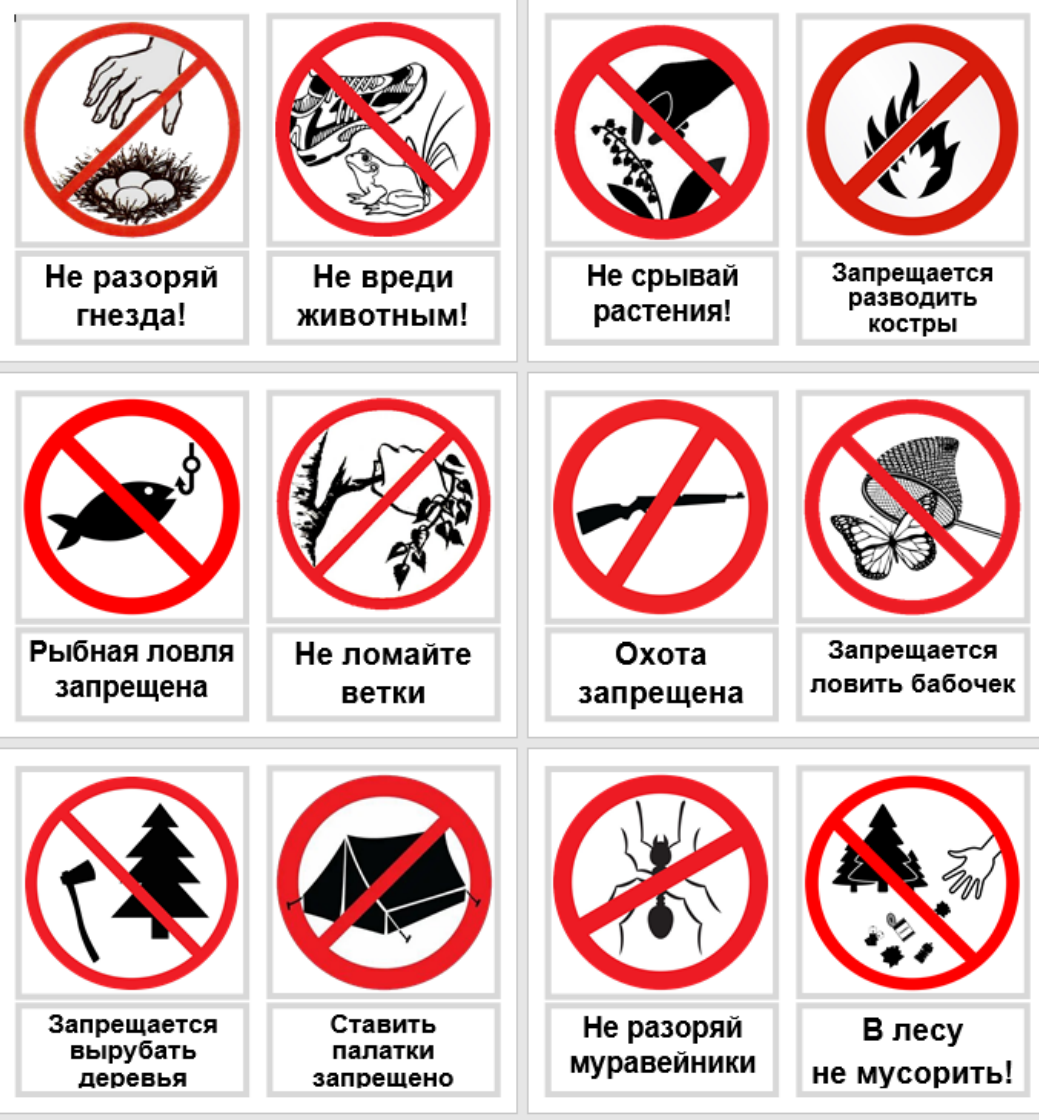 Не разоряй
гнезда!
Не вреди
животным!
Не срывай
растения!
Запрещается
разводить
костры
Рыбная ловля
запрещена
Не ломайте
ветки
Охота
запрещена
Запрещается
ловить бабочек
Запрещается
вырубать
деревья
Ставить
палатки
запрещено
Не разоряй
муравейники
В лесу
не мусорить!